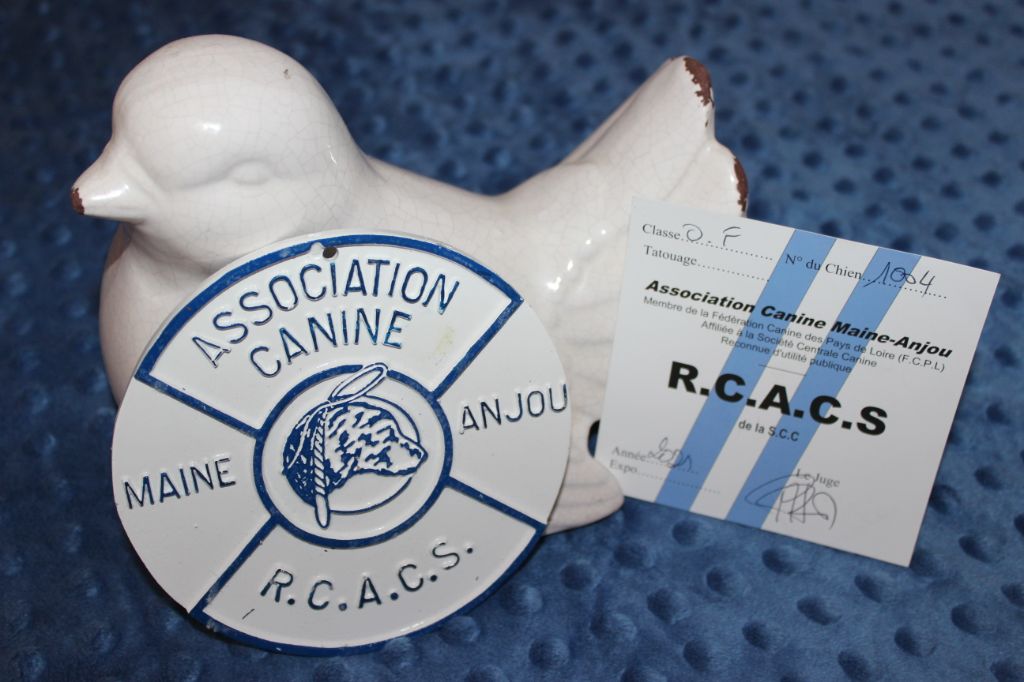 ASSOCIATION
CANINE
MAINE
ANJOU
R.C.A.C.S.
Classe O.F
Tatouage............ N° du Chien 1004
Association Canine Maine-Anjou
Membre de la Fédération Canine des Pays de Loire (F.C.P.L)
Affiliée à la Société Centrale Canine
Reconnue d'utilité publique
R.C.A.C.S
de la S.C.C
Année
Expo............
Le Juge